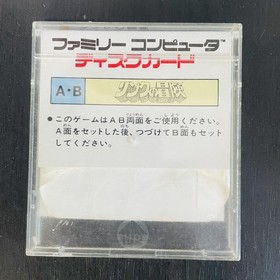 ファミリー コンピュータ™
ディスクカード
A・B リンクの冒険
●このゲームはAB両面をご使用ください。
A面をセットした後、つづけてB面もセット
してください。